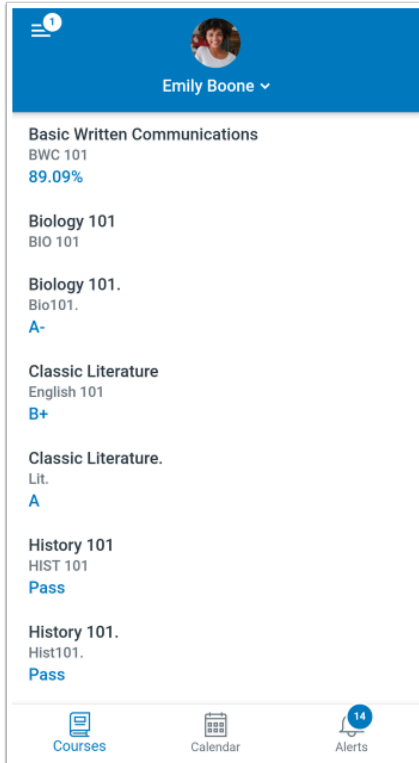 1
Emily Boone
Basic Written Communications
BWC 101
89.09%
Biology 101
BIO 101
Biology 101.
Bio101.
A-
Classic Literature
English 101
B+
Classic Literature.
Lit.
A
History 101
HIST 101
Pass
History 101.
Hist101.
Pass
14
Courses
Calendar
Alerts